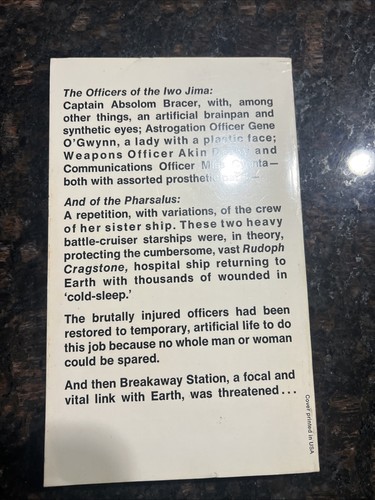 The Officers of the Iwo Jima:
Captain Absolom Bracer, with, among
other things, an artificial brainpan and
synthetic eyes; Astrogation Officer Gene
O'Gwynn, a lady with a plastic face;
Weapons Officer Akin and
Communications Officer
both with assorted
And of the Pharsalus:
A repetition, with variations, of the crew
of her sister ship. These two heavy
battle-cruiser starships were, in theory,
protecting the cumbersome, vast Rudoph
Cragstone, hospital ship returning to
Earth with thousands of wounded in
'cold-sleep.'
The brutally injured officers had been
restored to temporary, artificial life to do
this job because no whole man or woman
could be spared.
And then Breakaway Station, a focal and
vital link with Earth, was threatened...
Cover printed in USA